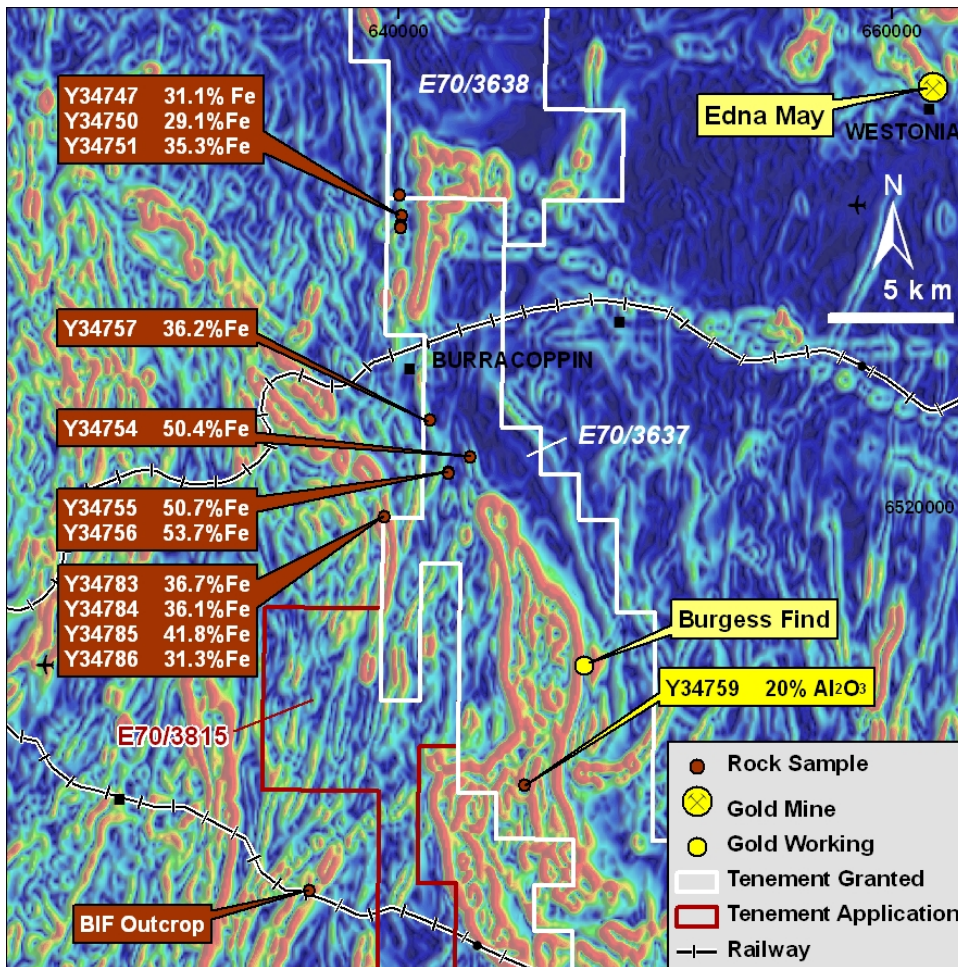 640000
660000
E70/3638
Y34747 31.1% Fe
Y34750 29.1%Fe
Y34751 35.3%Fe
Edna May
WESTONIA
N
5 km
Y34757 36.2%Fe
BURRACOPPIN
Y34754 50.4%Fe
E70/3637
Y34755 50.7%Fe
Y34756 53.7%Fe
6520000
Y34783 36.7%Fe
Y34784 36.1%Fe
Y34785 41.8%Fe
Y34786 31.3%Fe
Burgess Find
Y34759 20% Al₂O₃
E70/3815
BIF Outcrop
Rock Sample
Gold Mine
Gold Working
Tenement Granted
Tenement Application
Railway